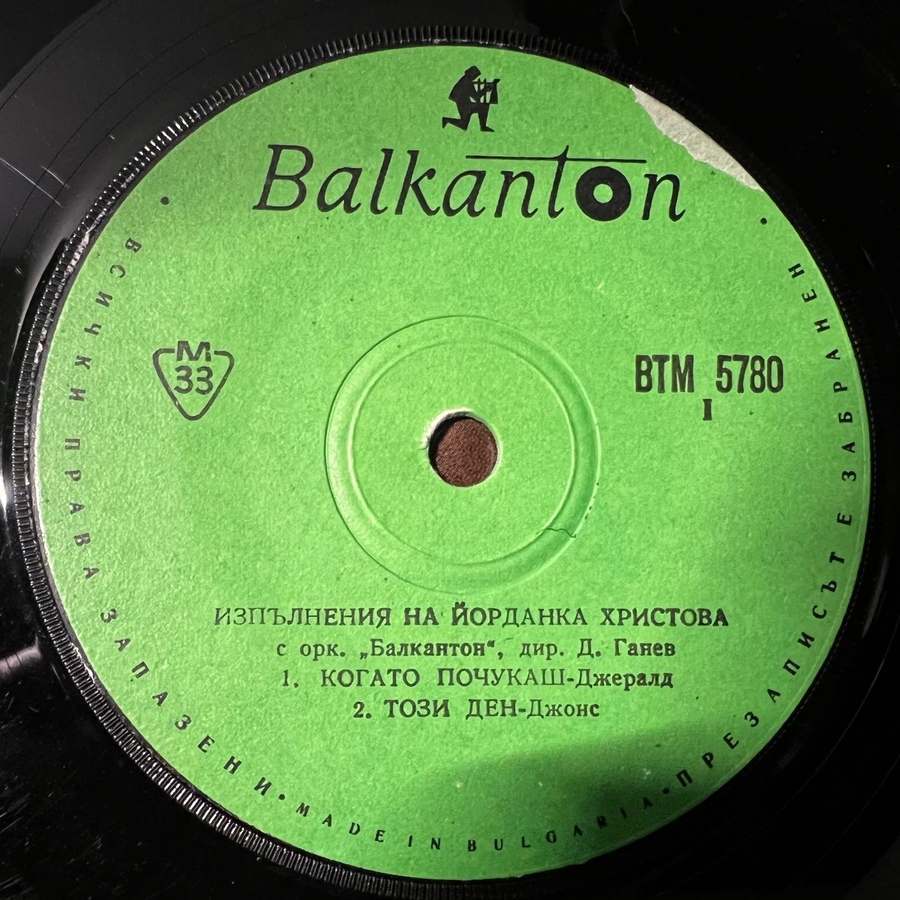 Balkanton
M
33
ВТМ 5780
I
ИЗПЪЛНЕНИЯ НА ЙОРДАНКА ХРИСТОВА
с орк. „Балкантон“, дир. Д. Ганев
1. КОГАТО ПОЧУКАШ-Джералд
2. ТОЗИ ДЕН-Джонс
• ВСИЧКИ ПРАВА ЗАПАЗЕНИ • MADE IN BULGARIA • ПРЕЗАПИСЪТ Е ЗАБРАНЕН •